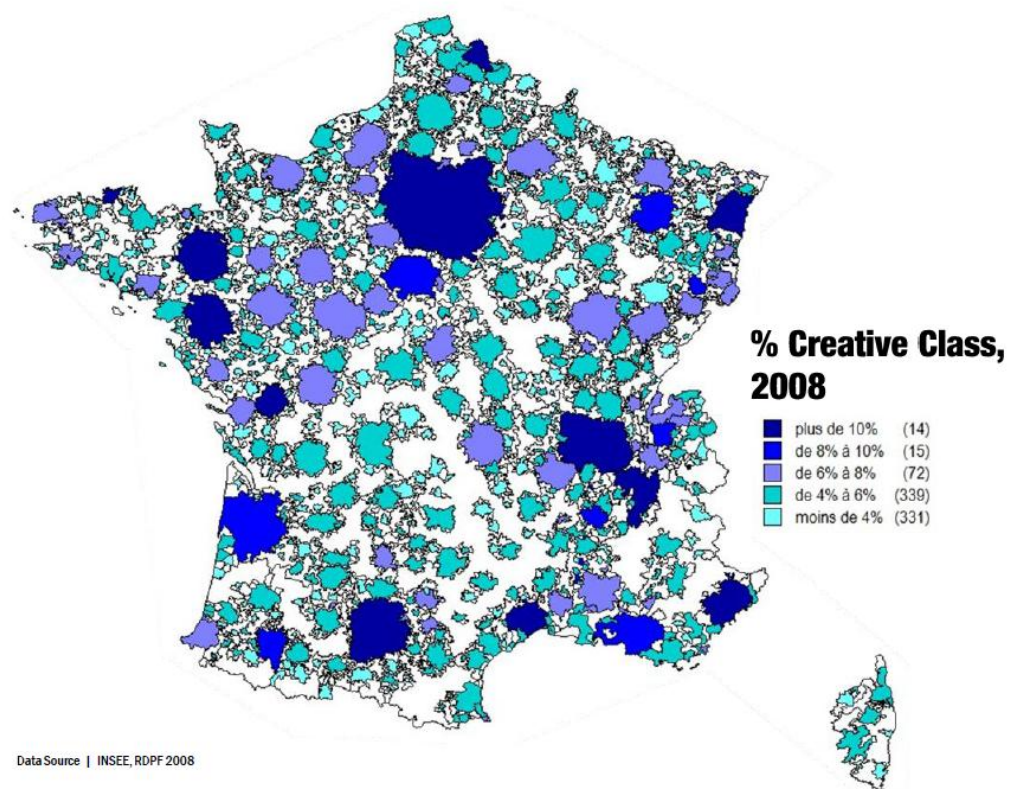 % Creative Class,
2008
plus de 10% (14)
de 8% à 10% (15)
de 6% à 8% (72)
de 4% à 6% (339)
moins de 4% (331)
Data Source | INSEE, RDPF 2008